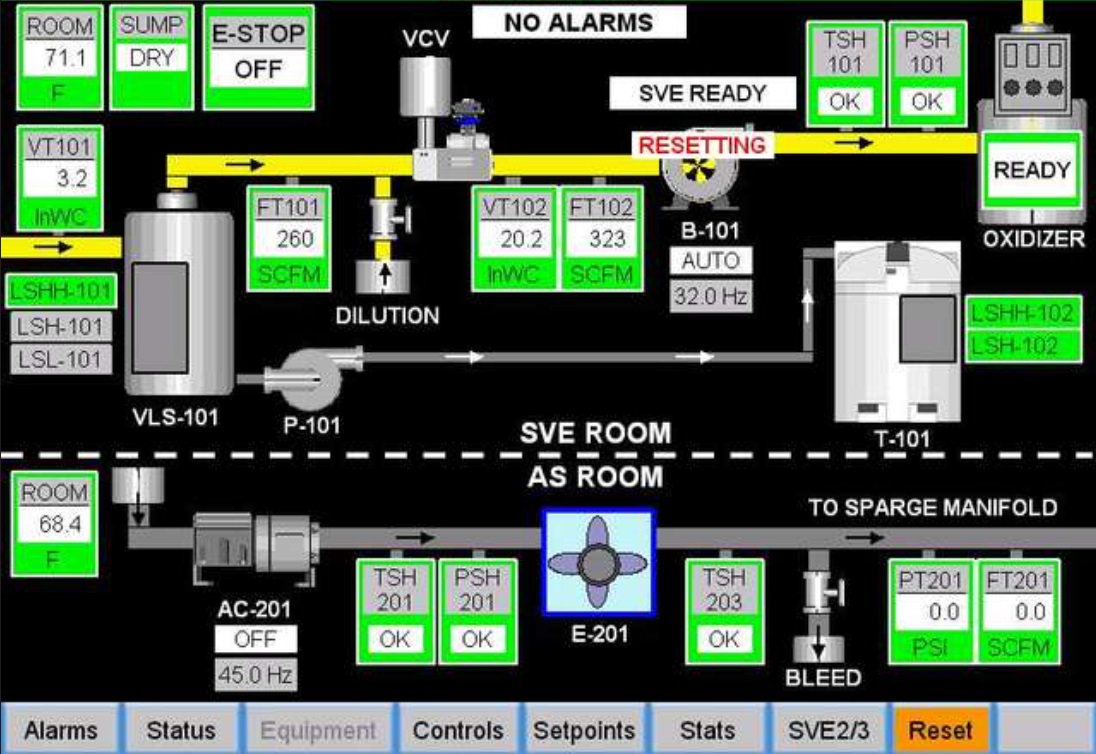 ROOM
71.1
F
SUMP
DRY
E-STOP
OFF
NO ALARMS
VCV
SVE READY
RESETTING
TSH
101
OK
PSH
101
OK
READY
OXIDIZER
VT101
3.2
InWC
FT101
260
SCFM
VT102
20.2
InWC
FT102
323
SCFM
B-101
AUTO
32.0 Hz
DILUTION
LSHH-101
LSH-101
LSL-101
LSHH-102
LSH-102
VLS-101
P-101
T-101
SVE ROOM
AS ROOM
ROOM
68.4
F
TO SPARGE MANIFOLD
AC-201
OFF
45.0 Hz
TSH
201
OK
PSH
201
OK
E-201
TSH
203
OK
BLEED
PT201
0.0
PSI
FT201
0.0
SCFM
Alarms
Status
Equipment
Controls
Setpoints
Stats
SVE2/3
Reset